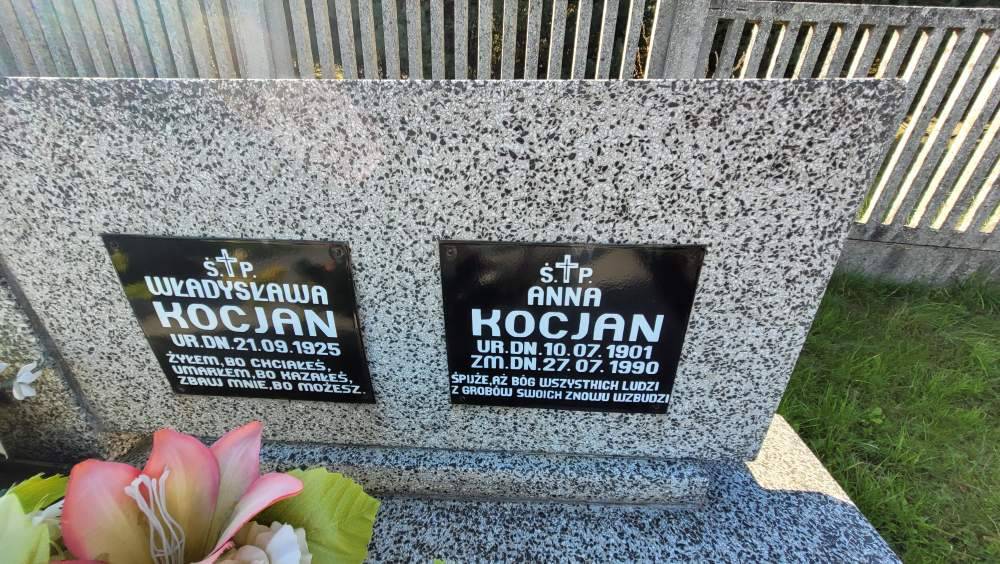 Ś.✝P.
WŁADYSŁAWA
KOCJAN
UR.DN.21.09.1925
ŻYŁEM, BO CHCIAŁEŚ,
UMARŁEM, BO KAZAŁEŚ,
ZBAW MNIE, BO MOŻESZ.
Ś.✝P.
ANNA
KOCJAN
UR.DN.10.07.1901
ZM.DN.27.07.1990
ŚPIJŻE, AŻ BÓG WSZYSTKICH LUDZI
Z GROBÓW SWOICH ZNOWU WZBUDZI